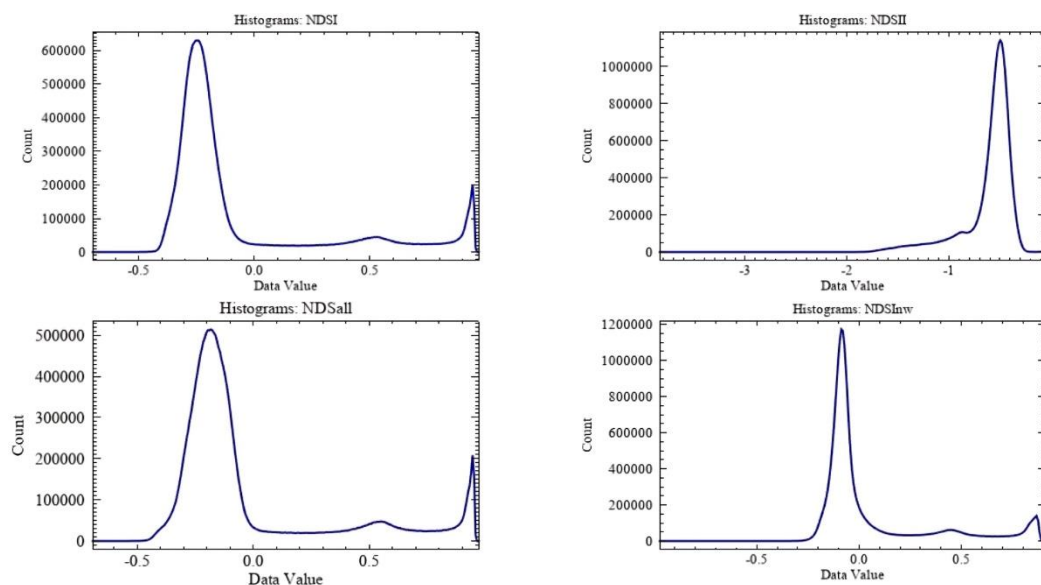 Histograms: NDSI
600000
500000
400000
300000
200000
100000
0
Count
-0.5 0.0 0.5
Data Value
Histograms: NDSII
1000000
800000
600000
400000
200000
0
Count
-3 -2 -1
Data Value
Histograms: NDSall
500000
400000
300000
200000
100000
0
Count
-0.5 0.0 0.5
Data Value
Histograms: NDSInw
1200000
1000000
800000
600000
400000
200000
0
Count
-0.5 0.0 0.5
Data Value